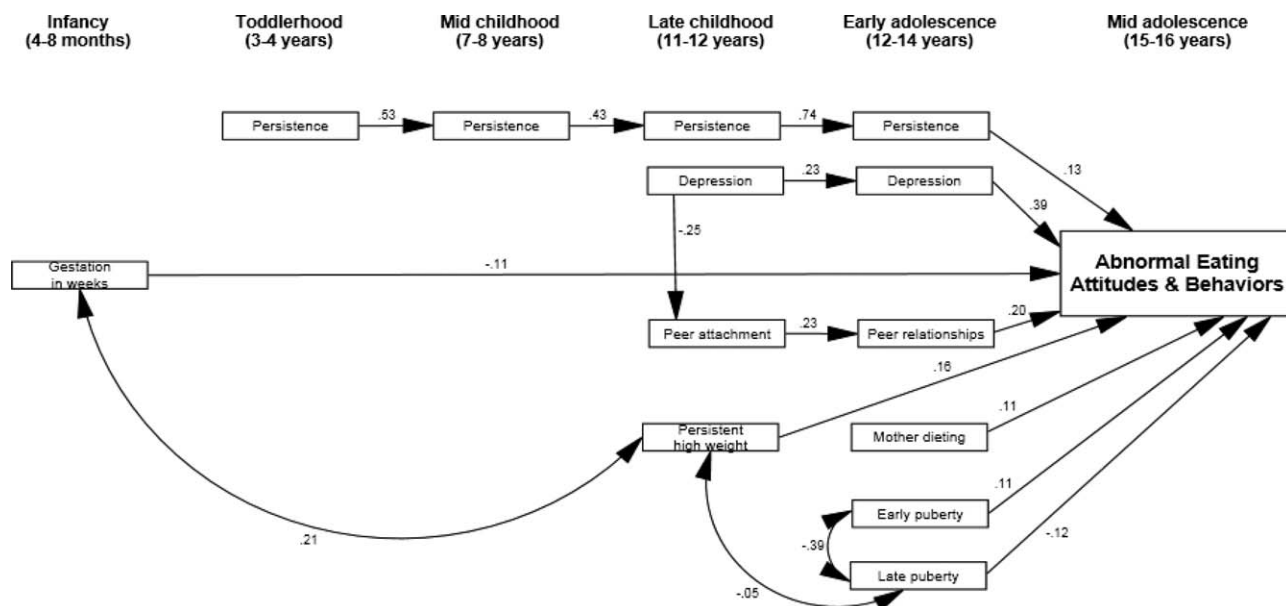 Infancy Toddlerhood Mid childhood Late childhood Early adolescence Mid adolescence
(4-8 months) (3-4 years) (7-8 years) (11-12 years) (12-14 years) (15-16 years)
Persistence .53 Persistence .43 Persistence .74 Persistence
.13
Depression .23 Depression
.39
-.25
Gestation
in weeks
-.11
Abnormal Eating
Attitudes & Behaviors
Peer attachment .23 Peer relationships .20
.16
Persistent
high weight
Mother dieting .11
Early puberty .11
-.39
-.12
.21
Late puberty
-.05